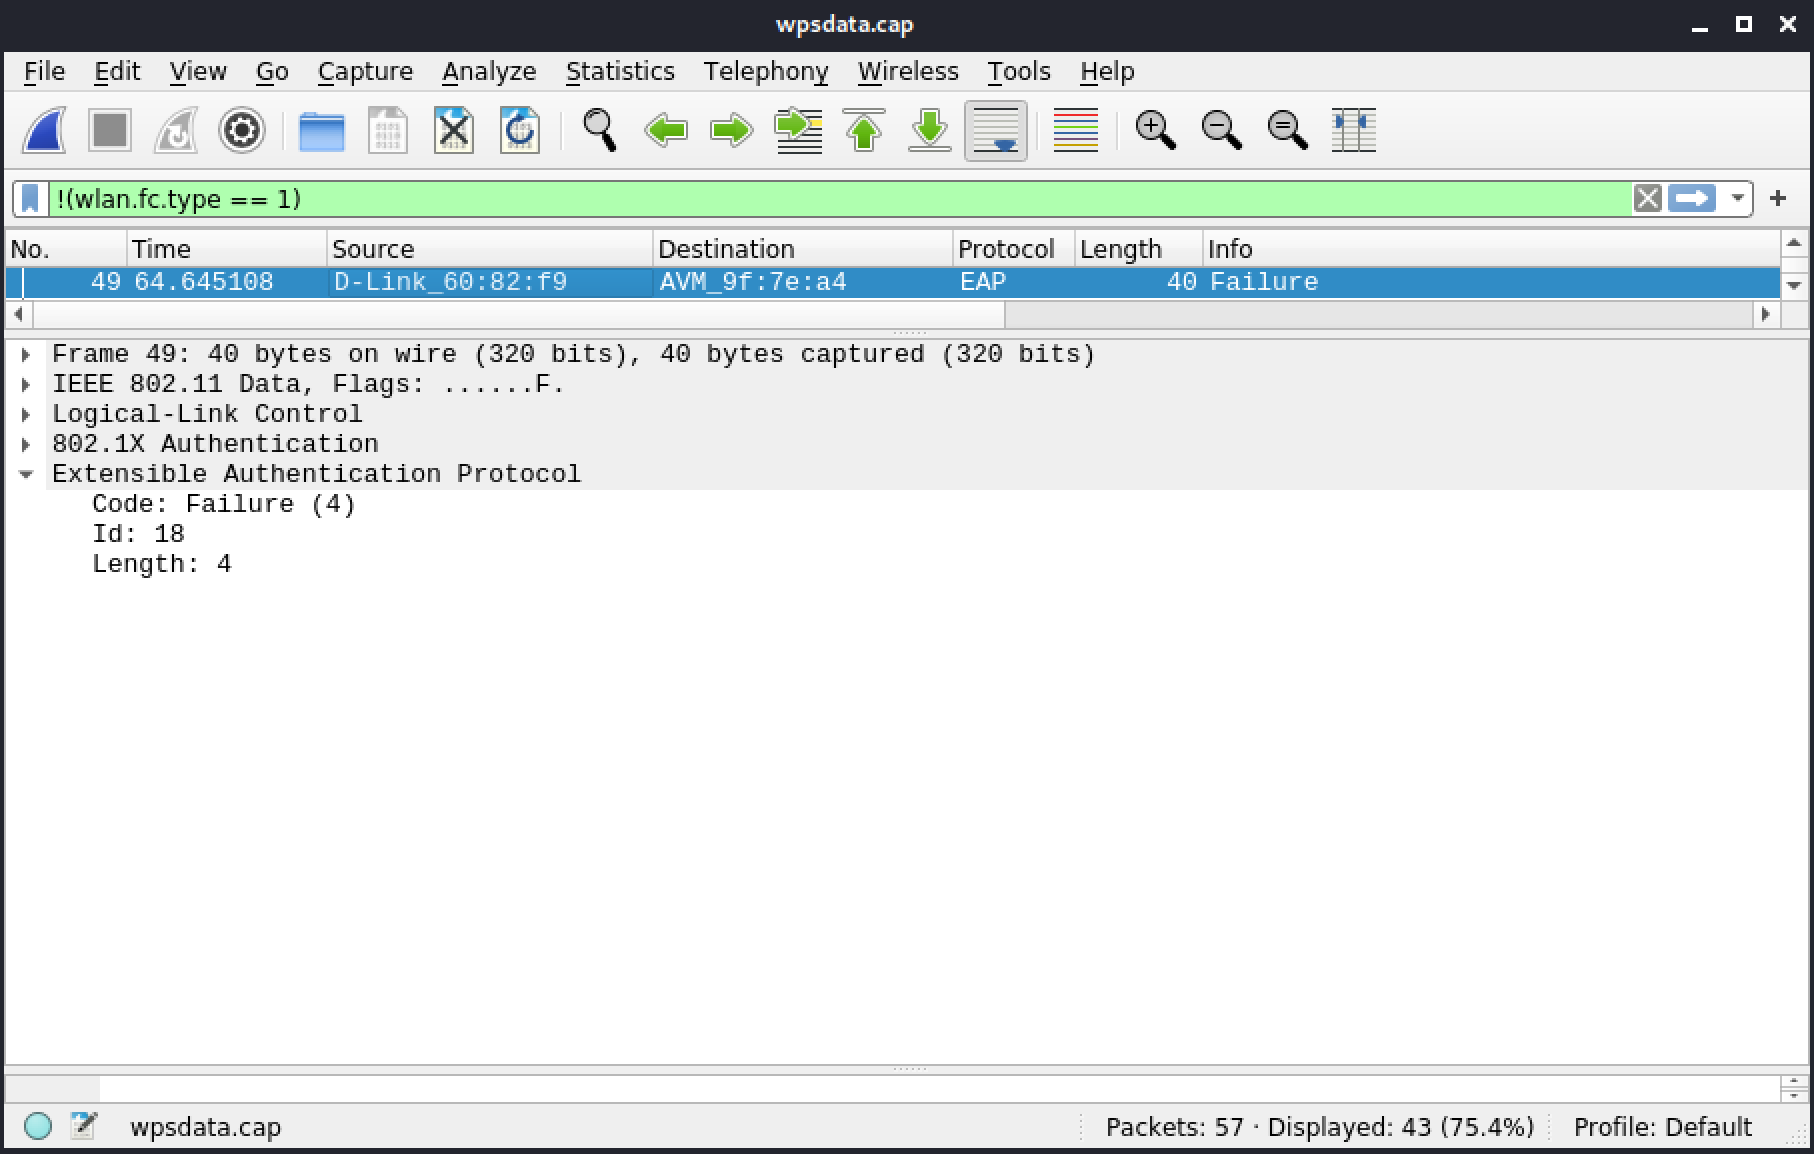 wpsdata.cap
File Edit View Go Capture Analyze Statistics Telephony Wireless Tools Help
!(wlan.fc.type == 1)
No. Time Source Destination Protocol Length Info
49 64.645108 D-Link_60:82:f9 AVM_9f:7e:a4 EAP 40 Failure
Frame 49: 40 bytes on wire (320 bits), 40 bytes captured (320 bits)
IEEE 802.11 Data, Flags: ......F.
Logical-Link Control
802.1X Authentication
Extensible Authentication Protocol
Code: Failure (4)
Id: 18
Length: 4
wpsdata.cap Packets: 57 · Displayed: 43 (75.4%) Profile: Default